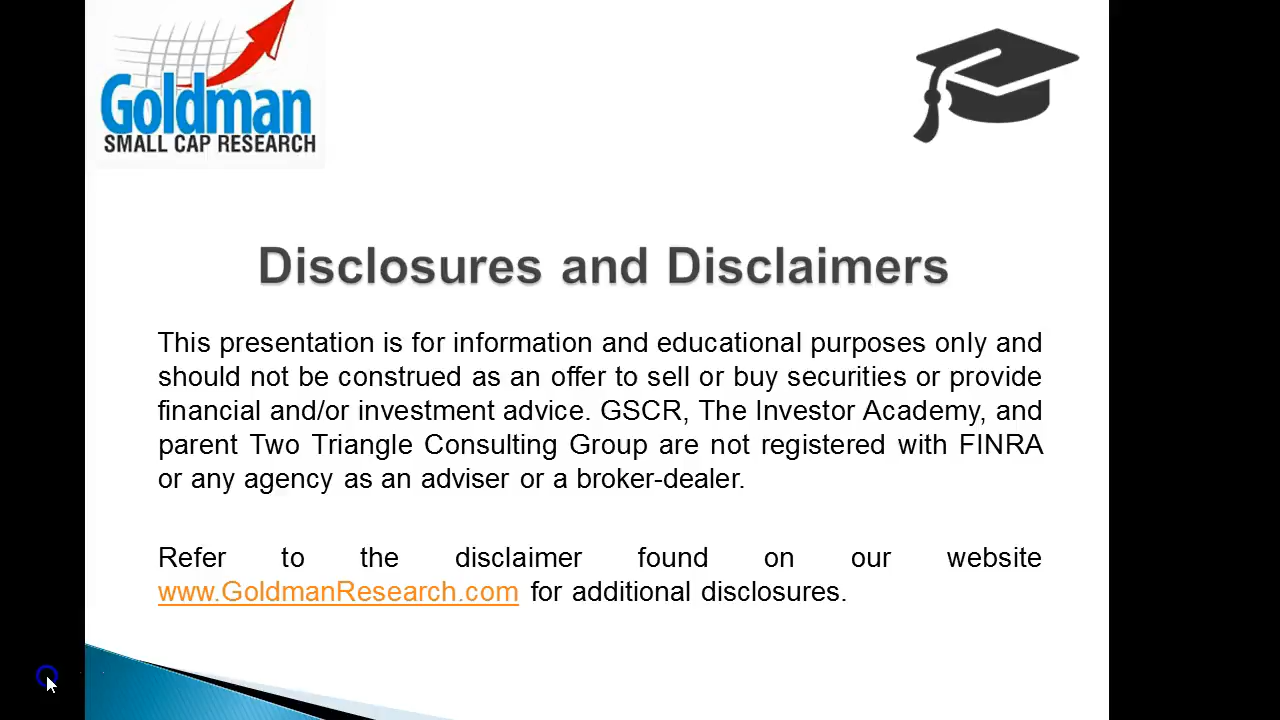 Goldman
SMALL CAP RESEARCH
Disclosures and Disclaimers
This presentation is for information and educational purposes only and
should not be construed as an offer to sell or buy securities or provide
financial and/or investment advice. GSCR, The Investor Academy, and
parent Two Triangle Consulting Group are not registered with FINRA
or any agency as an adviser or a broker-dealer.
Refer to the disclaimer found on our website
www.GoldmanResearch.com for additional disclosures.